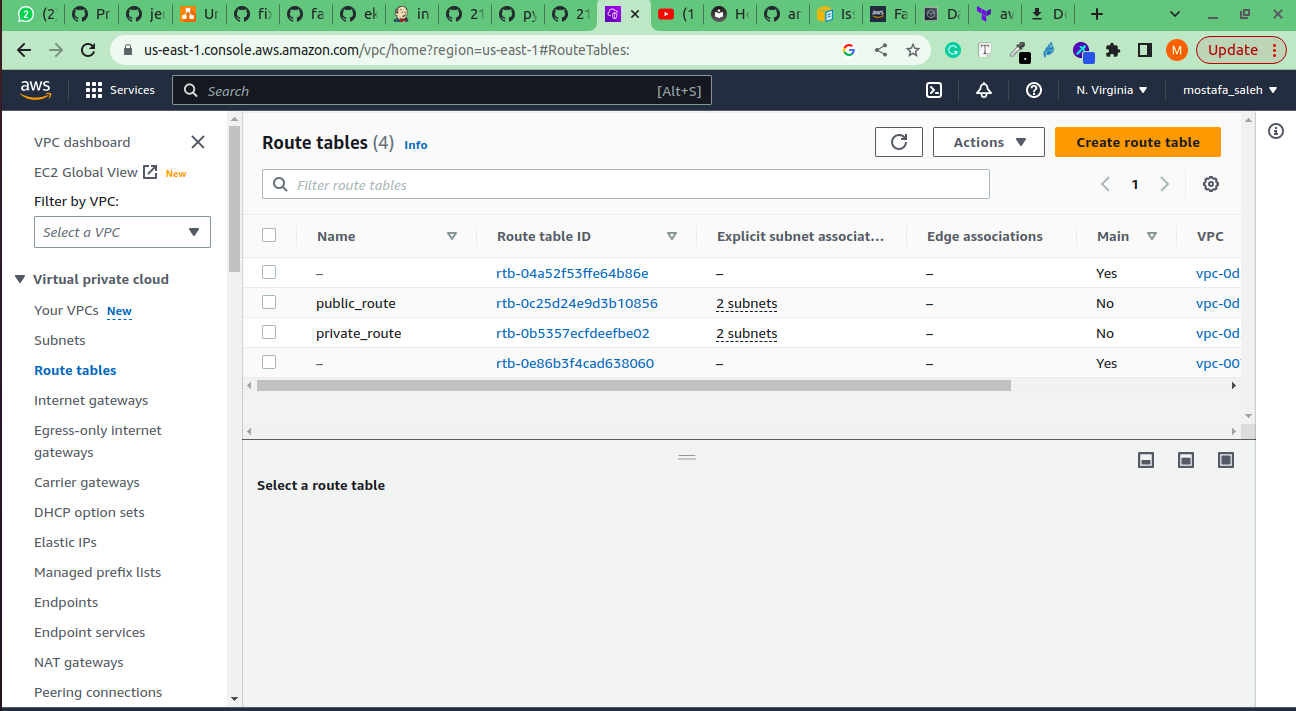 2 (2 Pr je Ur fix fa ek in 21 py 21 (1 H ar Is aws Fa Da av D
us-east-1.console.aws.amazon.com/vpc/home?region=us-east-1#RouteTables: M Update
aws Services Search [Alt+S] N. Virginia mostafa_saleh
VPC dashboard
EC2 Global View New
Filter by VPC:
Select a VPC
Virtual private cloud
Your VPCs New
Subnets
Route tables
Internet gateways
Egress-only internet
gateways
Carrier gateways
DHCP option sets
Elastic IPs
Managed prefix lists
Endpoints
Endpoint services
NAT gateways
Peering connections
Route tables (4) Info Actions Create route table
Filter route tables 1
Name Route table ID Explicit subnet associat... Edge associations Main VPC
– rtb-04a52f53ffe64b86e – – Yes vpc-0d
public_route rtb-0c25d24e9d3b10856 2 subnets – No vpc-0d
private_route rtb-0b5357ecfdeefbe02 2 subnets – No vpc-0d
– rtb-0e86b3f4cad638060 – – Yes vpc-00
Select a route table